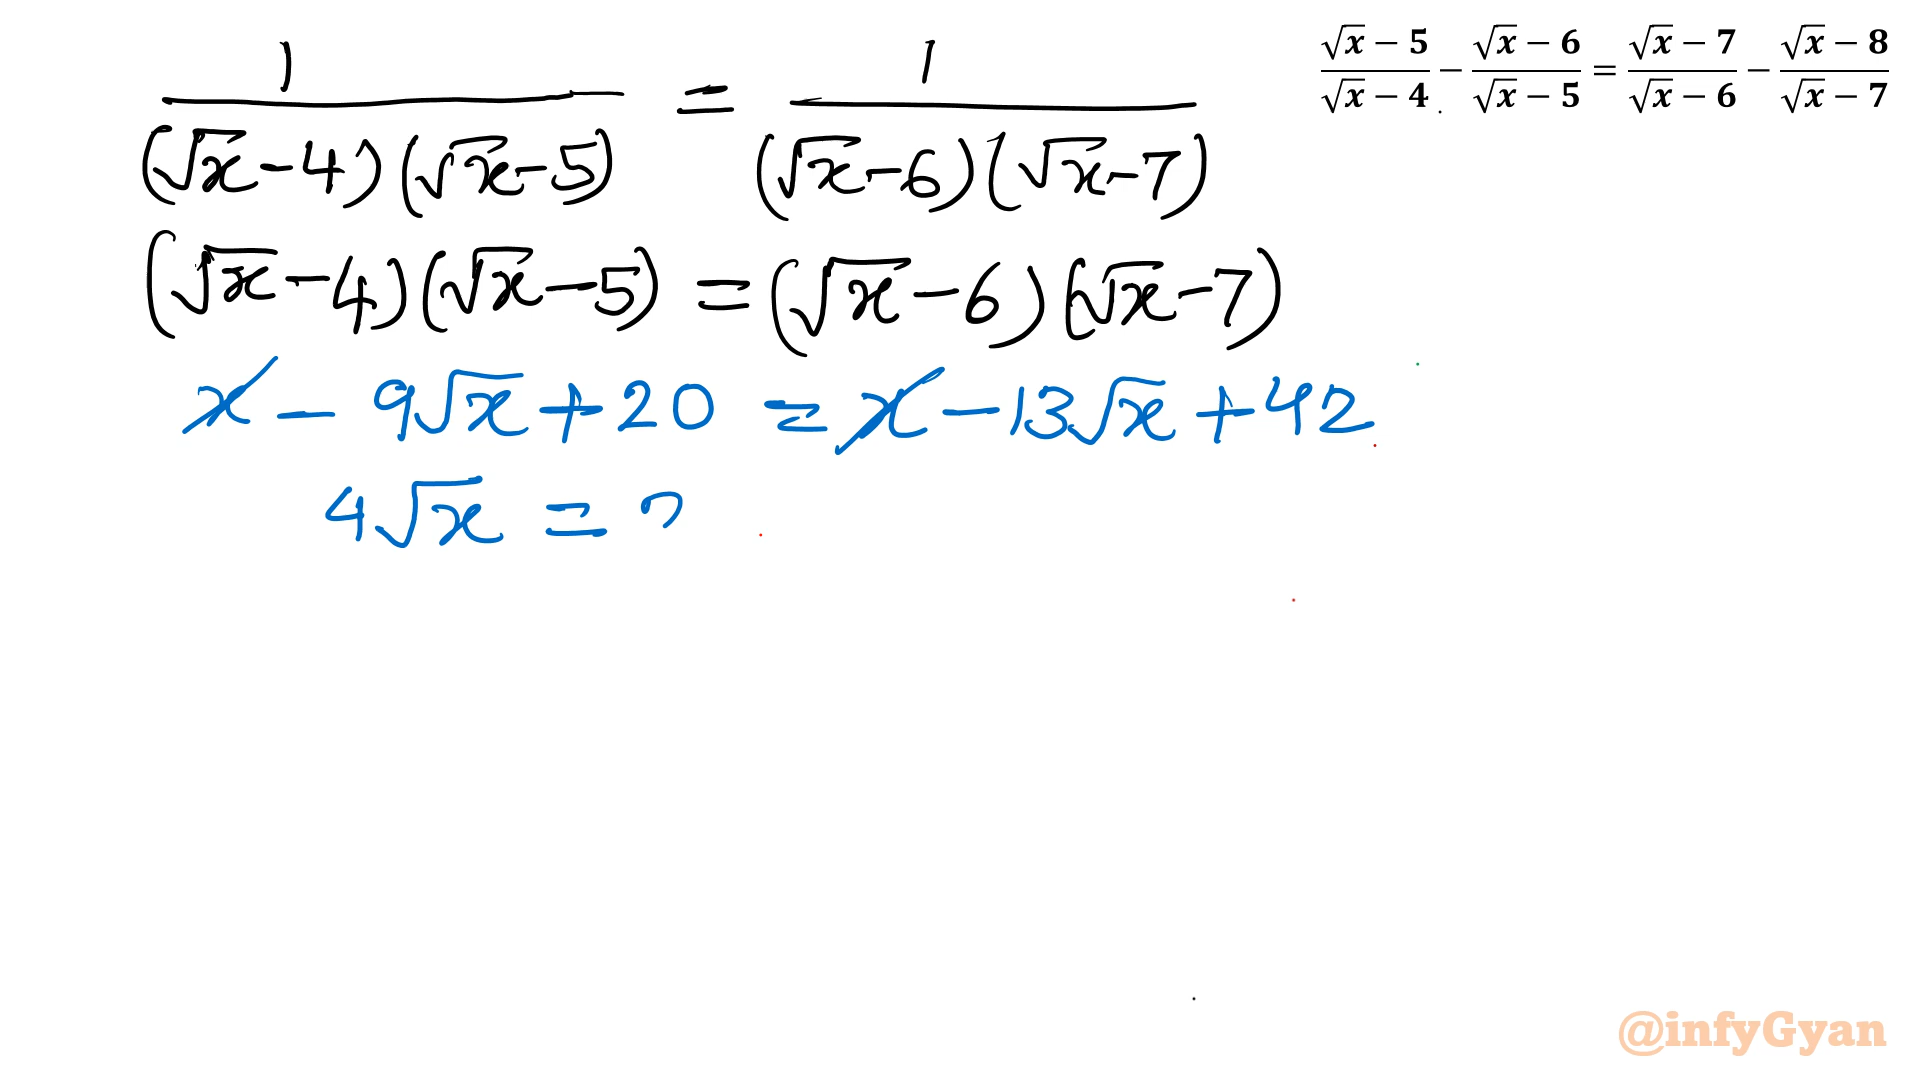 (√x − 5)/(√x − 4) − (√x − 6)/(√x − 5) = (√x − 7)/(√x − 6) − (√x − 8)/(√x − 7)
1/((√x − 4)(√x − 5)) = 1/((√x − 6)(√x − 7))
(√x − 4)(√x − 5) = (√x − 6)(√x − 7)
x − 9√x + 20 = x − 13√x + 42
4√x =
@infyGyan